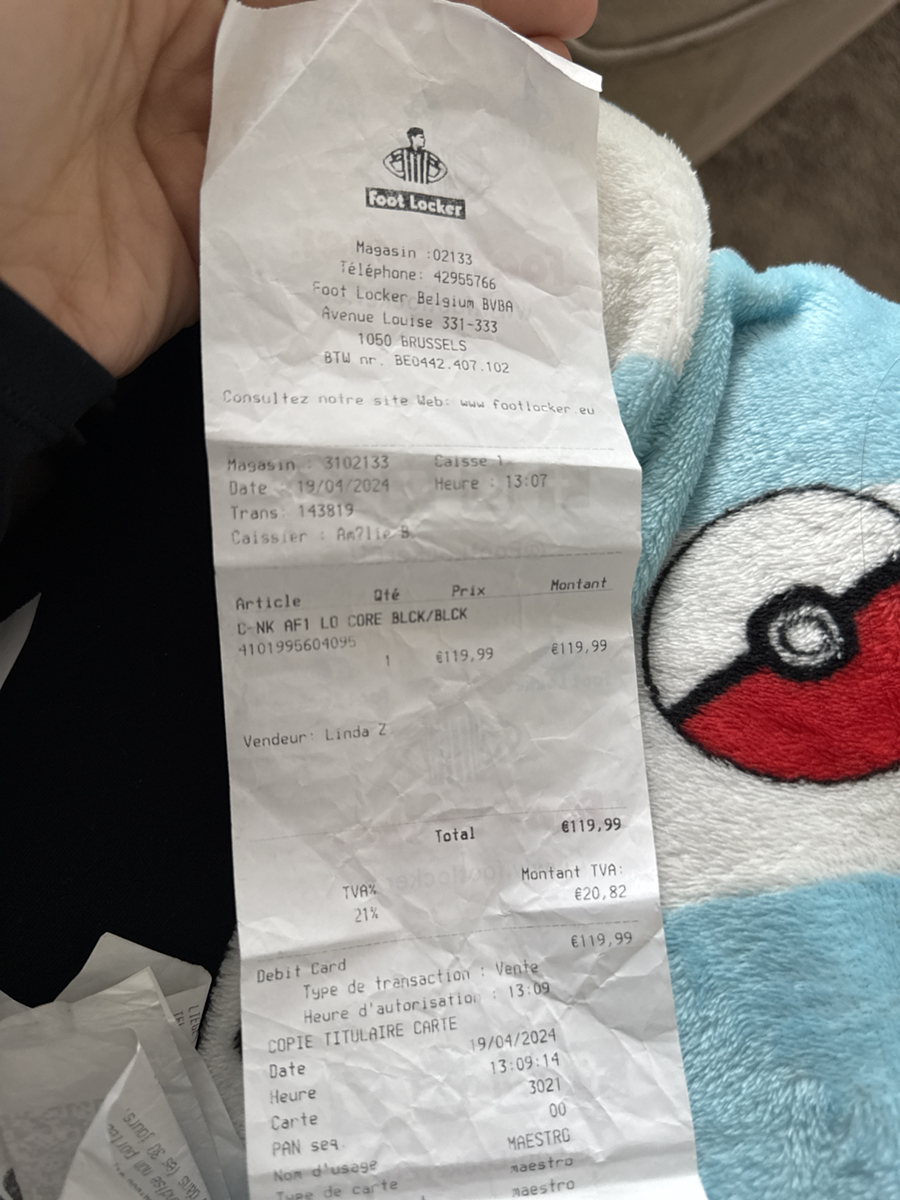 Foot Locker
Magasin :02133
Téléphone: 42955766
Foot Locker Belgium BVBA
Avenue Louise 331-333
1050 BRUSSELS
BTW nr. BE0442.407.102
Consultez notre site Web: www.footlocker.eu
Magasin : 3102133 Caisse 1
Date : 19/04/2024 Heure : 13:07
Trans: 143819
Caissier : Am?lie B
Article Qté Prix Montant
C-NK AF1 LO CORE BLCK/BLCK
4101995604095
1 €119,99 €119,99
Vendeur: Linda Z
Total €119,99
TVA% Montant TVA:
21% €20,82
Debit Card €119,99
Type de transaction : Vente
Heure d'autorisation : 13:09
COPIE TITULAIRE CARTE
Date 19/04/2024
Heure 13:09:14
Carte 3021
PAN seq. 00
Nom d'usage MAESTRO
Type de carte maestro
maestro